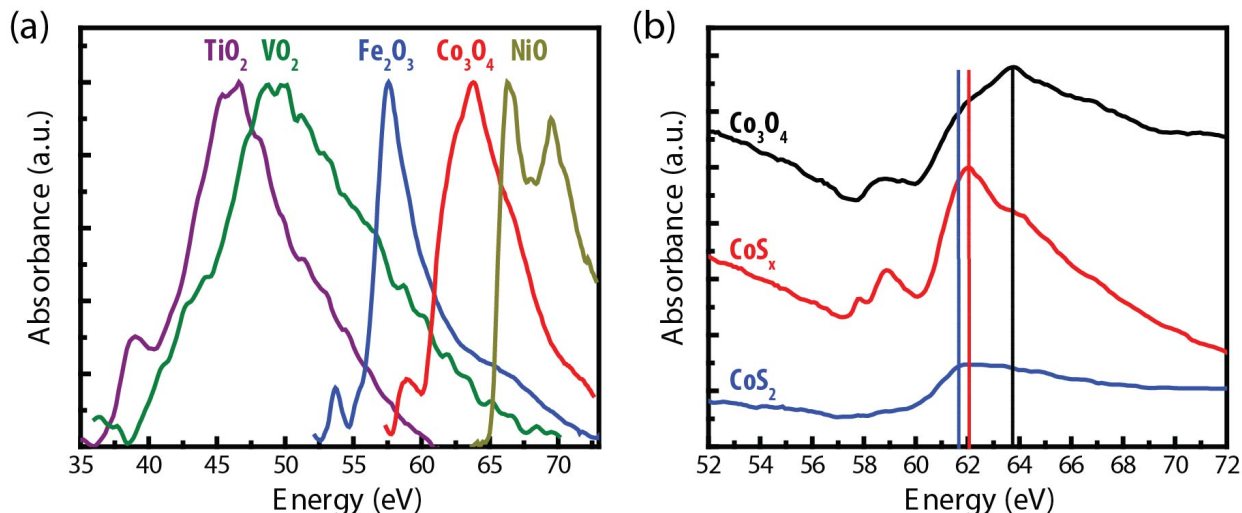 (a)
TiO₂ VO₂ Fe₂O₃ Co₃O₄ NiO
Absorbance (a.u.)
35 40 45 50 55 60 65 70
Energy (eV)
(b)
Co₃O₄
CoSₓ
CoS₂
Absorbance (a.u.)
52 54 56 58 60 62 64 66 68 70 72
Energy (eV)